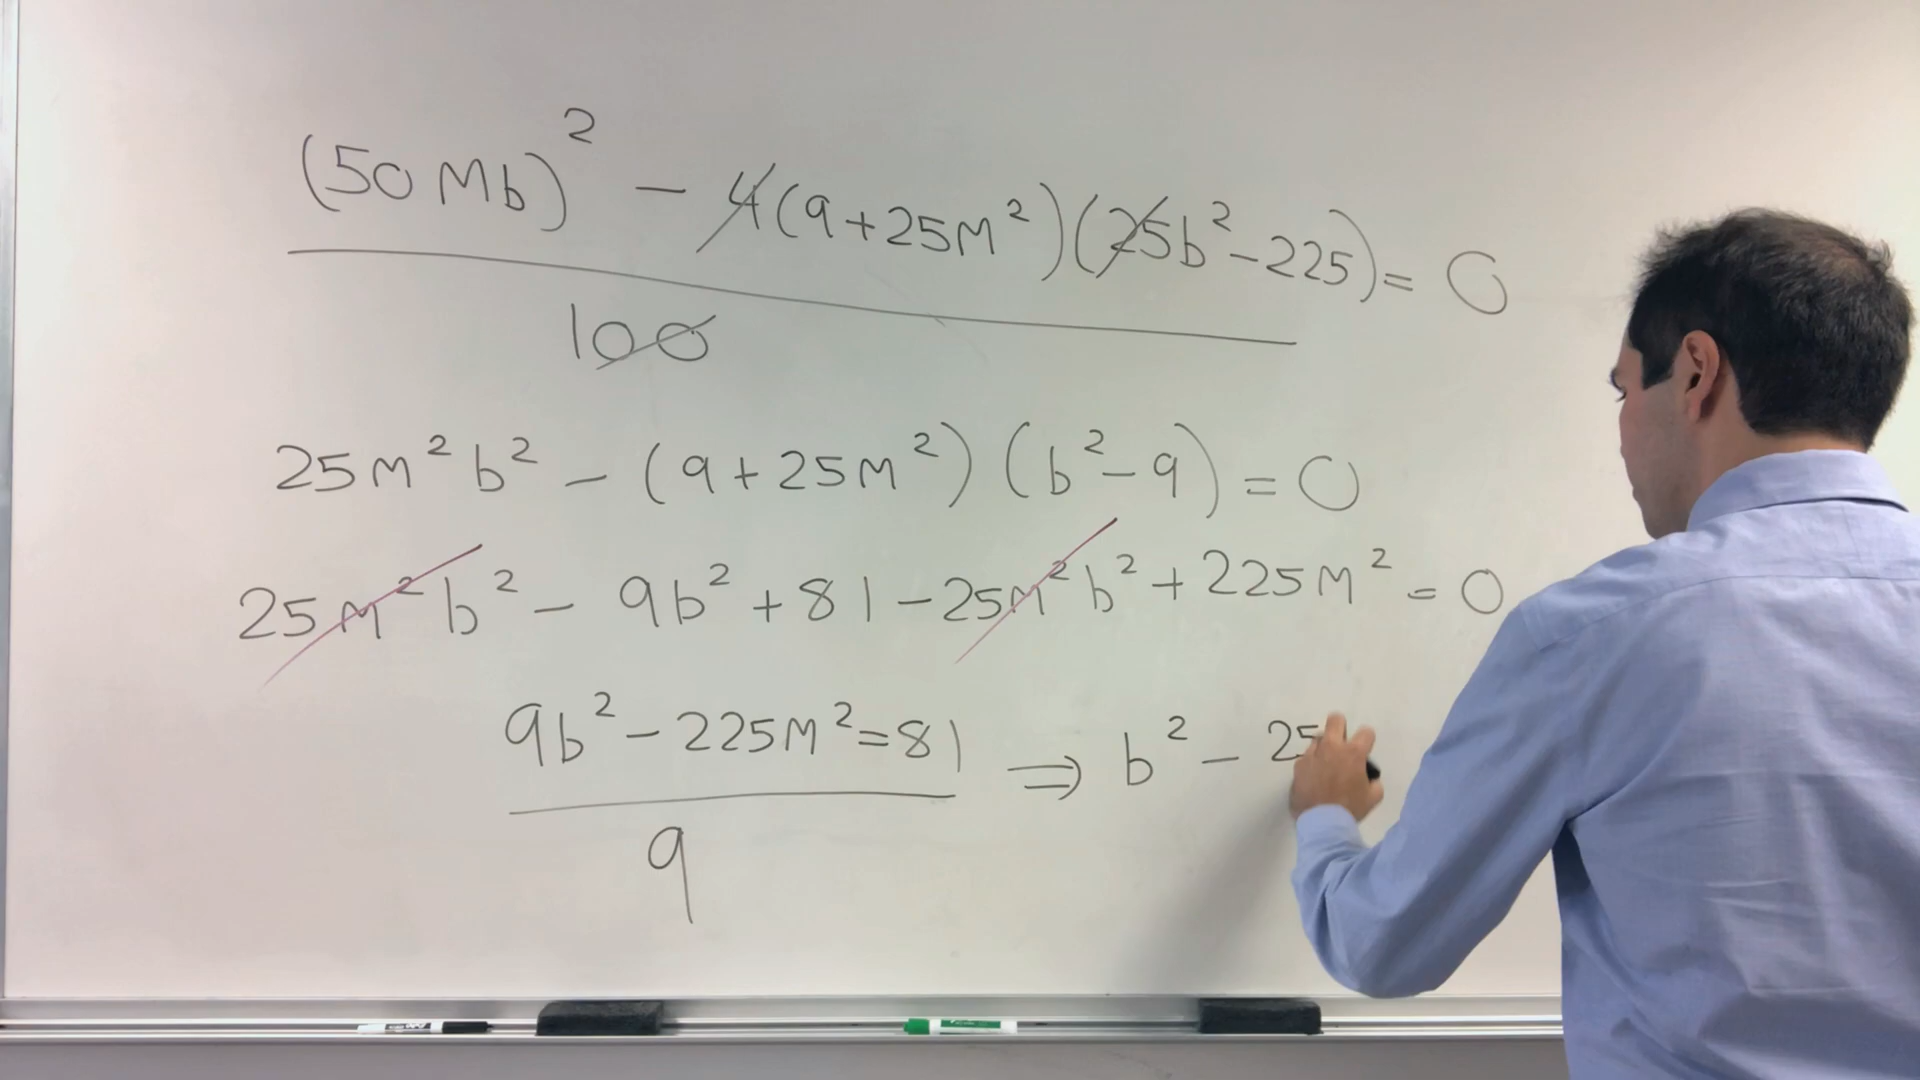 (50Mb)² - 4(9+25M²)(25b²-225) = 0
100
25M²b² - (9+25M²)(b²-9) = 0
25M²b² - 9b² + 81 - 25M²b² + 225M² = 0
9b² - 225M² = 81 ⇒ b² - 25
9